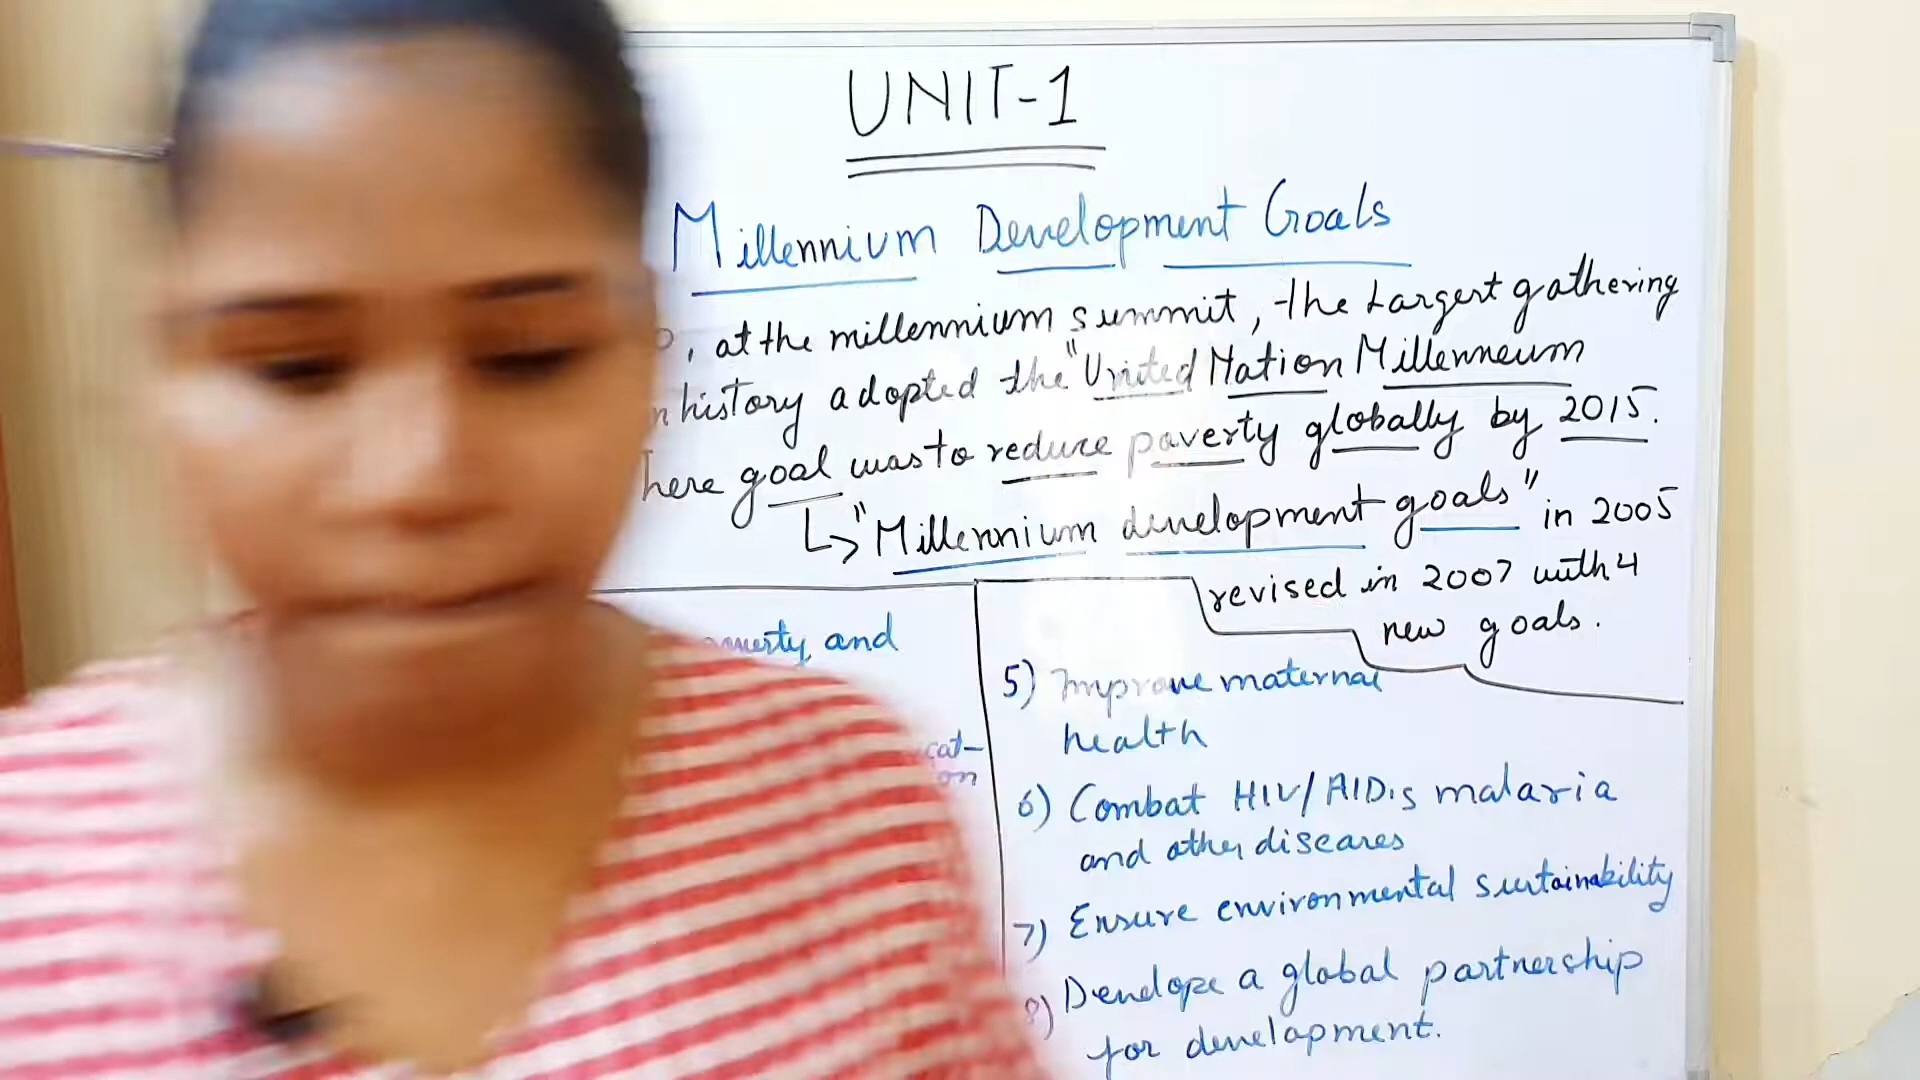 UNIT-1
Millennium Development Goals
, at the millennium summit, the Largest gathering
history adopted the "United Nation Millenneum
here goal was to reduce paverty globally by 2015.
↳ "Millennium development goals" in 2005
revised in 2007 with 4
new goals.
and
5) Improve maternal
health
6) Combat HIV/AIDIs malaria
and other diseases
7) Ensure environmental sustainability
8) Develope a global partnership
for development.